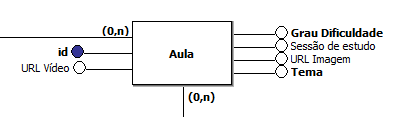 (0,n)
Grau Dificuldade
Sessão de estudo
id
Aula
URL Imagem
URL Vídeo
Tema
(0,n)